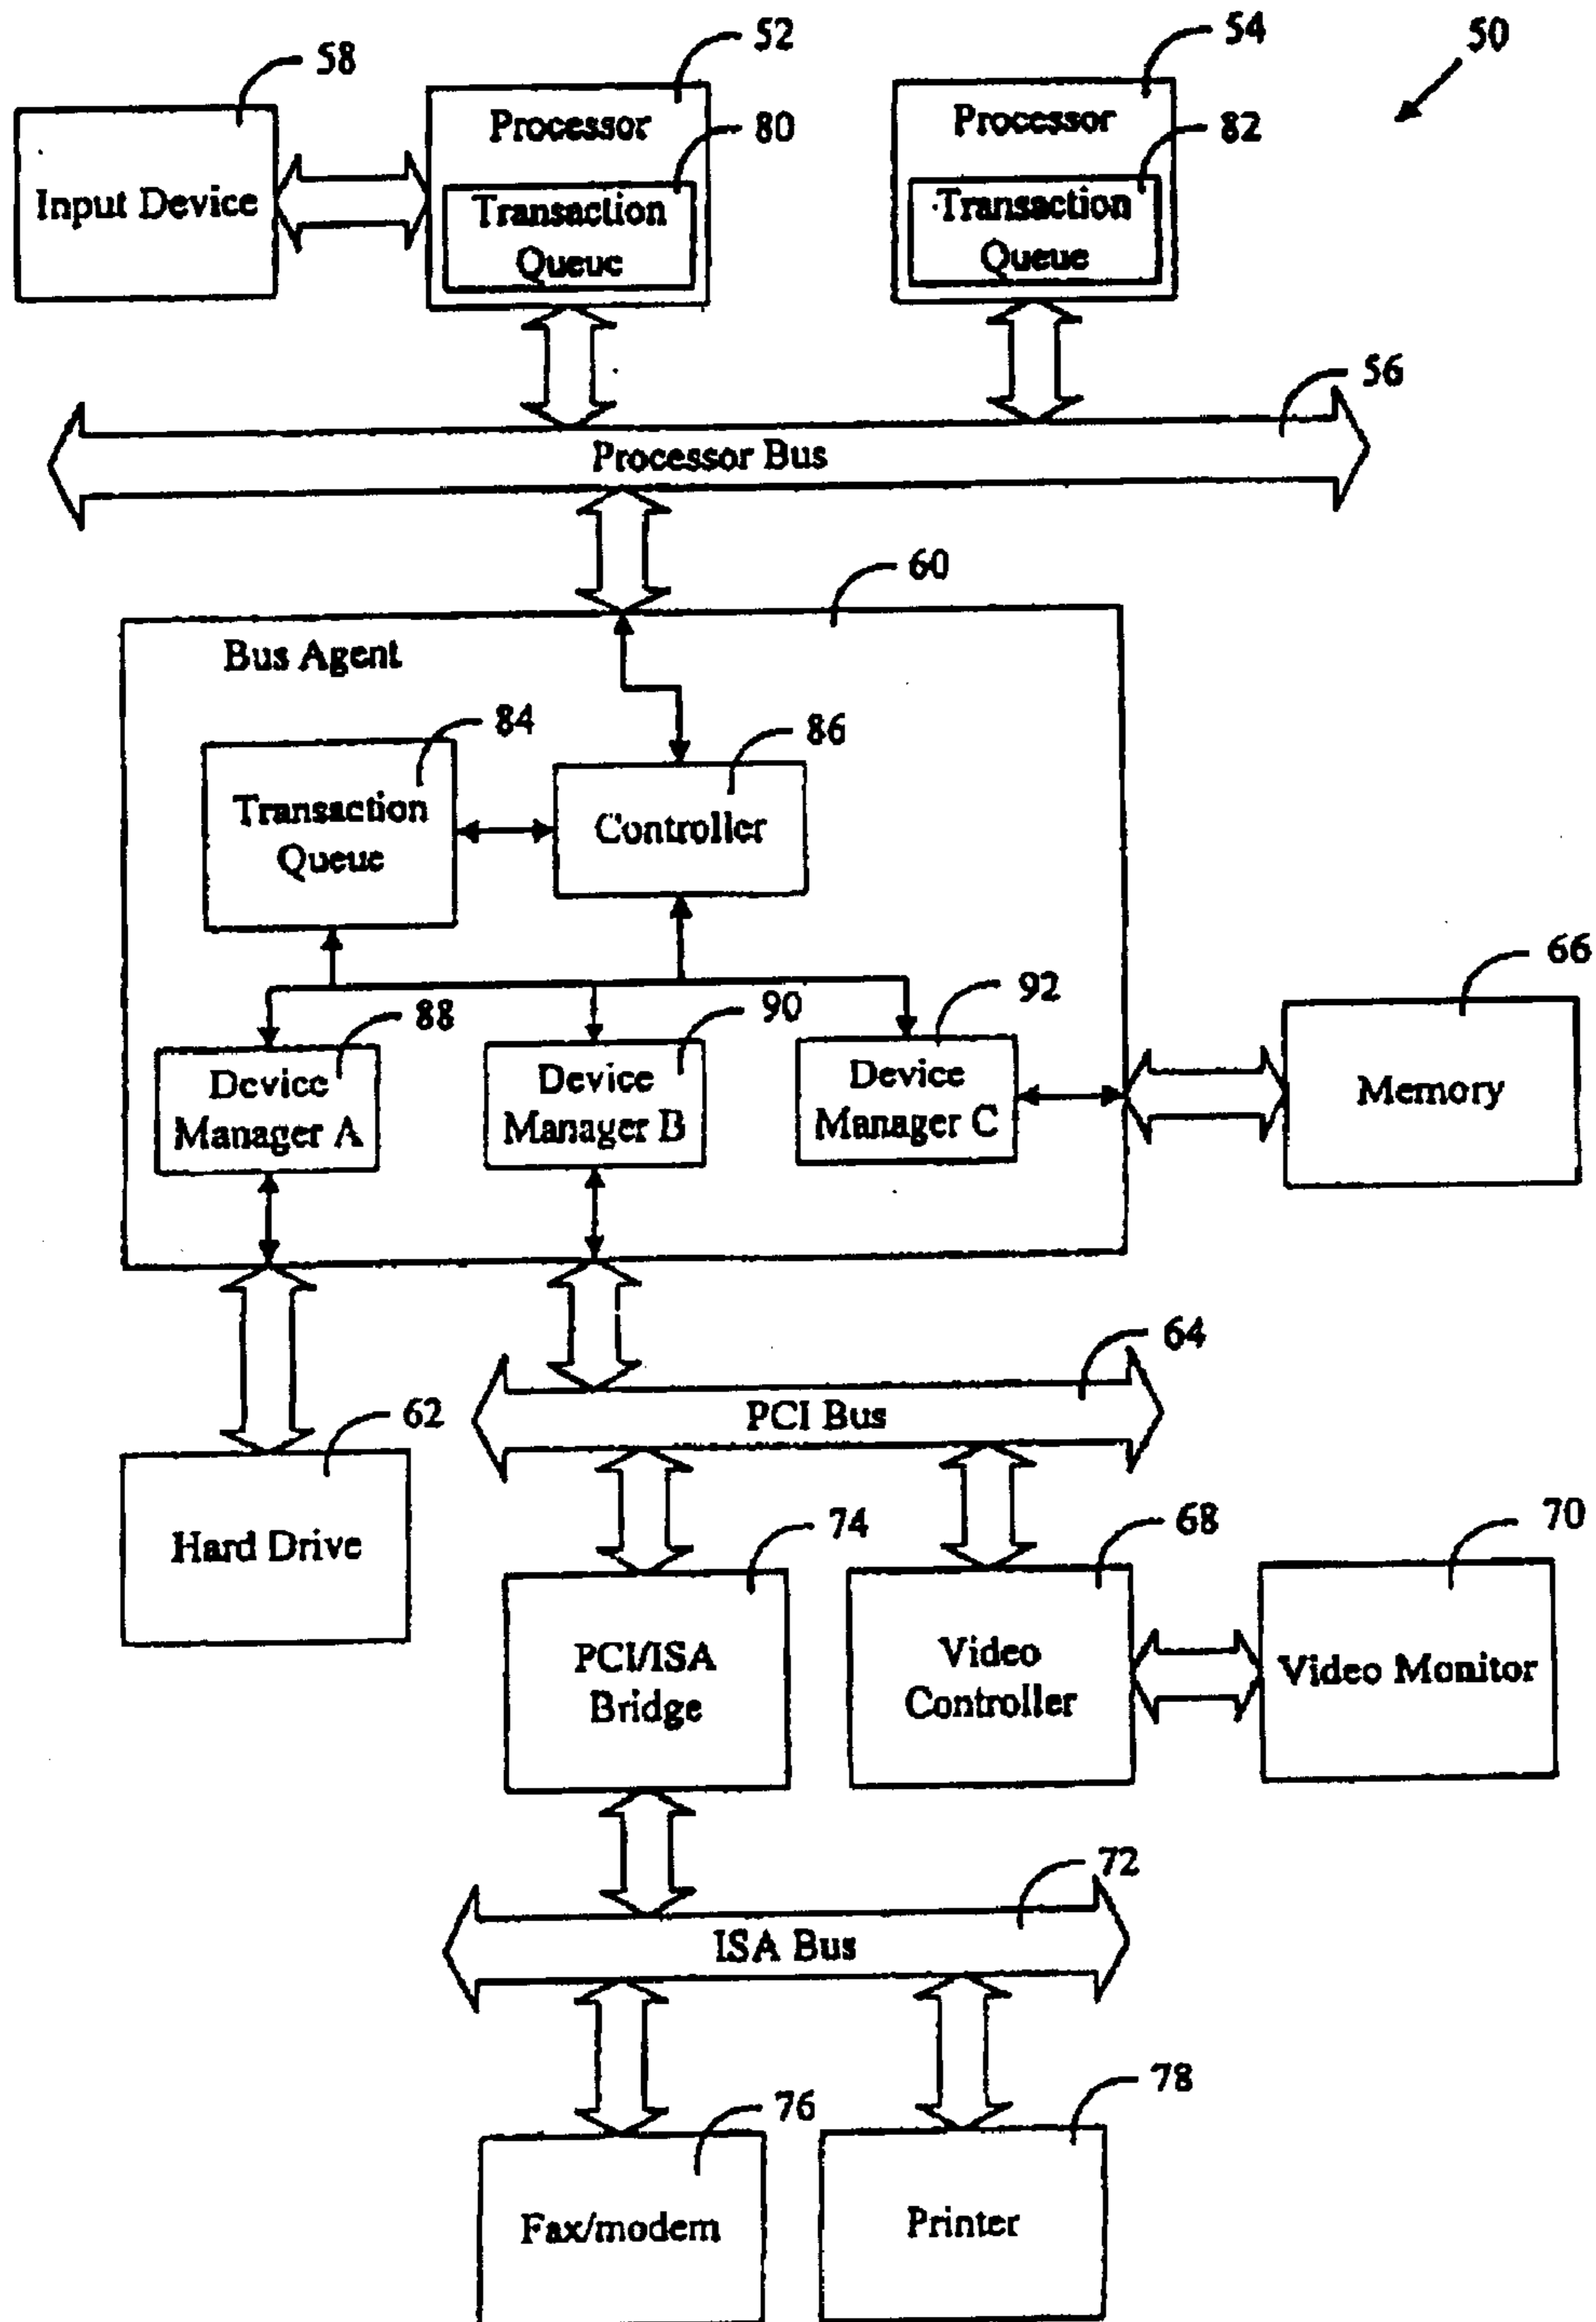 50
52
54
58
Processor
80
Processor
82
Input Device
Transaction
Queue
Transaction
Queue
56
Processor Bus
60
Bus Agent
84
86
Transaction
Queue
Controller
66
88
90
92
Device
Manager A
Device
Manager B
Device
Manager C
Memory
64
PCI Bus
62
Hard Drive
74
68
70
PCI/ISA
Bridge
Video
Controller
Video Monitor
72
ISA Bus
76
78
Fax/modem
Printer